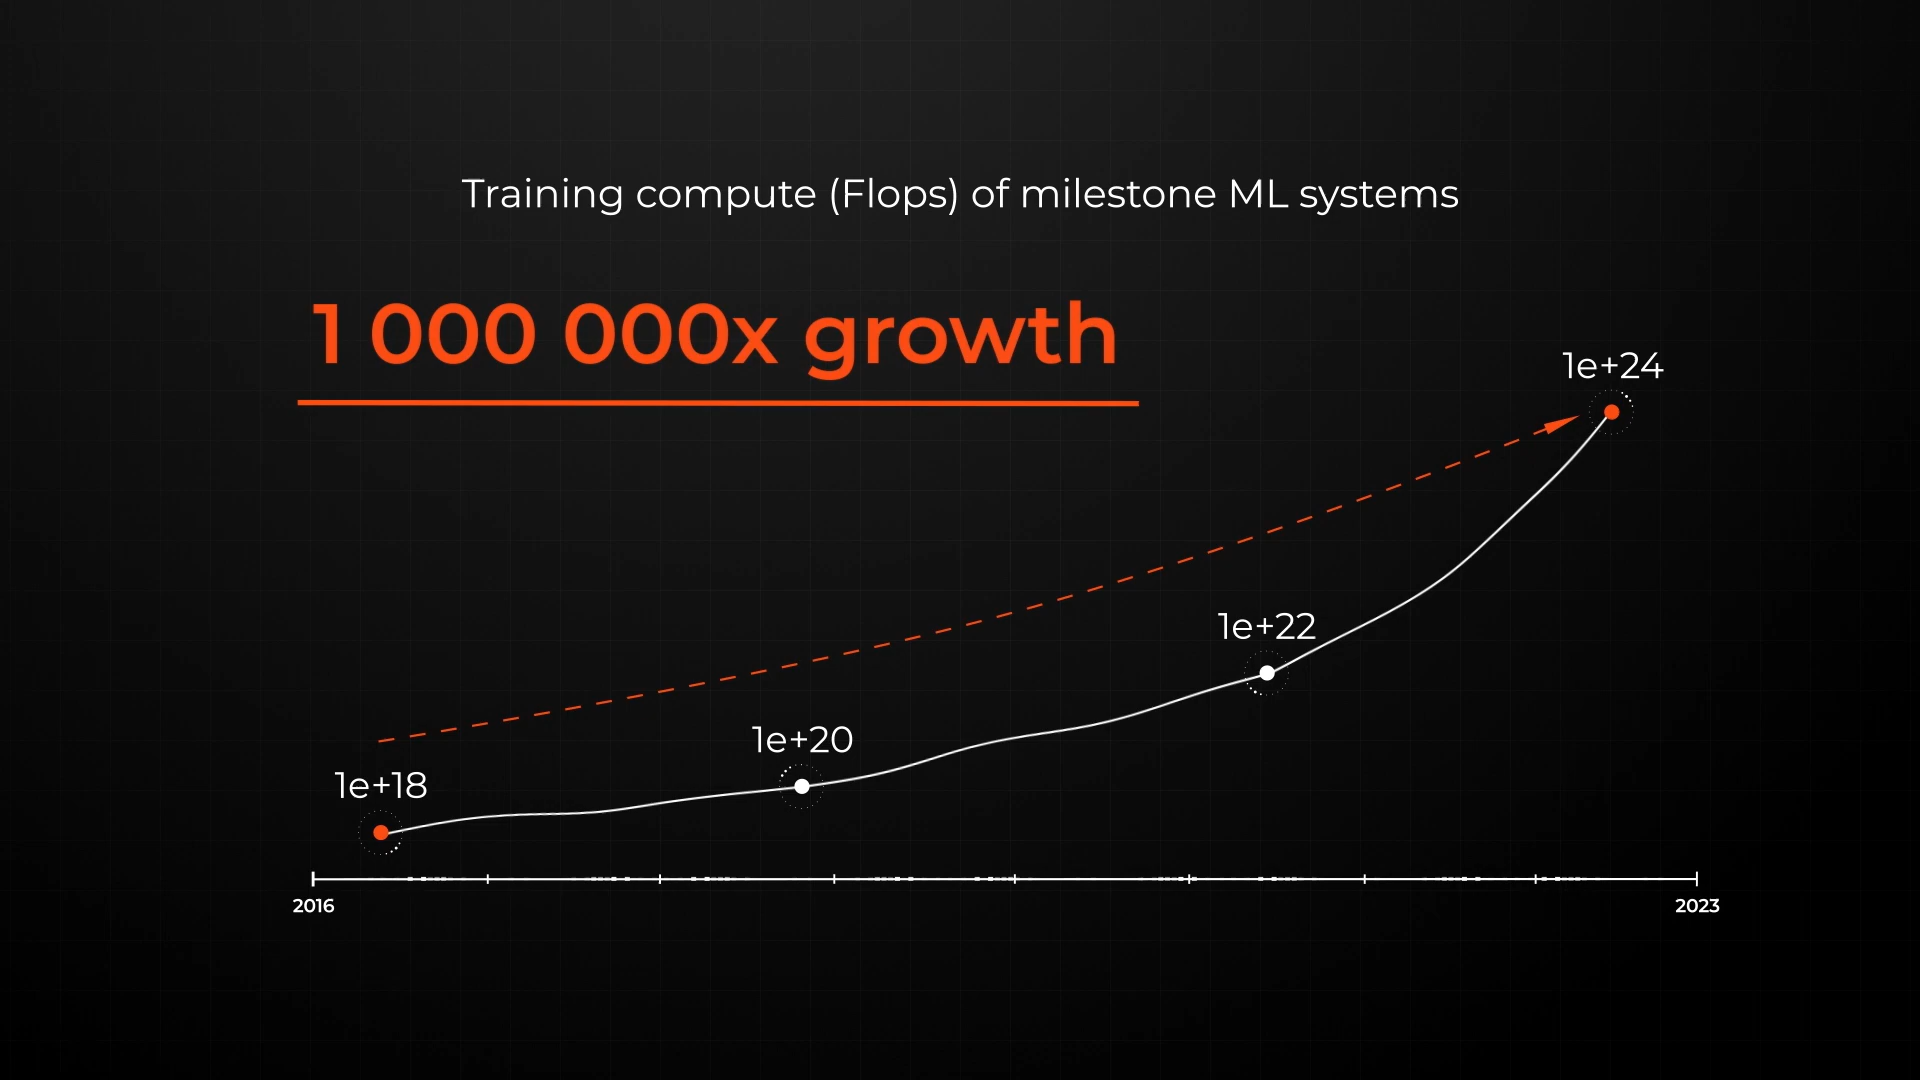 Training compute (Flops) of milestone ML systems
1 000 000x growth
1e+24
1e+22
1e+20
1e+18
2016
2023